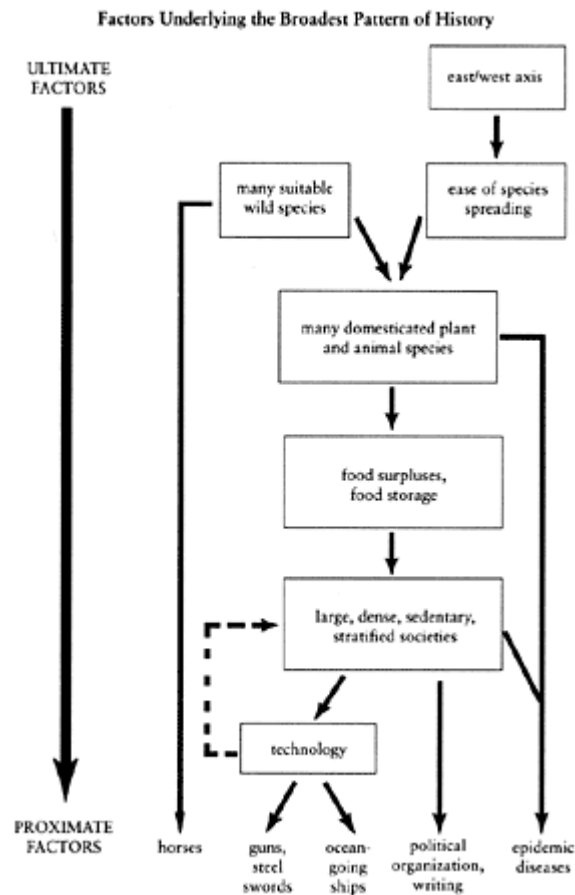 Factors Underlying the Broadest Pattern of History
ULTIMATE
FACTORS
east/west axis
many suitable
wild species
ease of species
spreading
many domesticated plant
and animal species
food surpluses,
food storage
large, dense, sedentary,
stratified societies
technology
PROXIMATE
FACTORS
horses
guns,
steel
swords
ocean-
going
ships
political
organization,
writing
epidemic
diseases